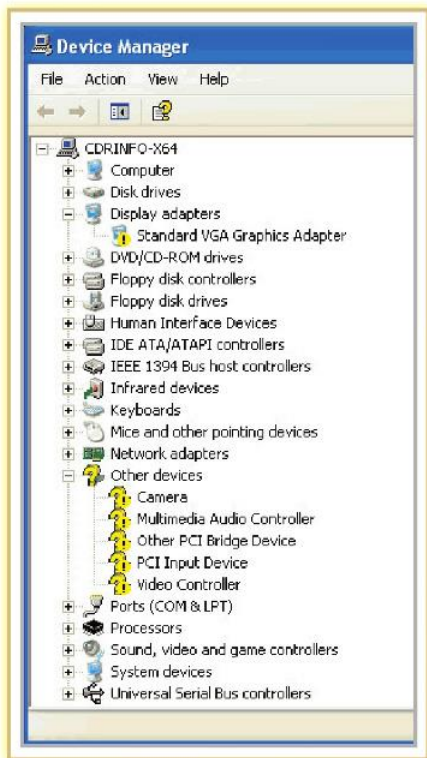 Device Manager
File Action View Help
CDRINFO-X64
Computer
Disk drives
Display adapters
Standard VGA Graphics Adapter
DVD/CD-ROM drives
Floppy disk controllers
Floppy disk drives
Human Interface Devices
IDE ATA/ATAPI controllers
IEEE 1394 Bus host controllers
Infrared devices
Keyboards
Mice and other pointing devices
Network adapters
Other devices
Camera
Multimedia Audio Controller
Other PCI Bridge Device
PCI Input Device
Video Controller
Ports (COM & LPT)
Processors
Sound, video and game controllers
System devices
Universal Serial Bus controllers